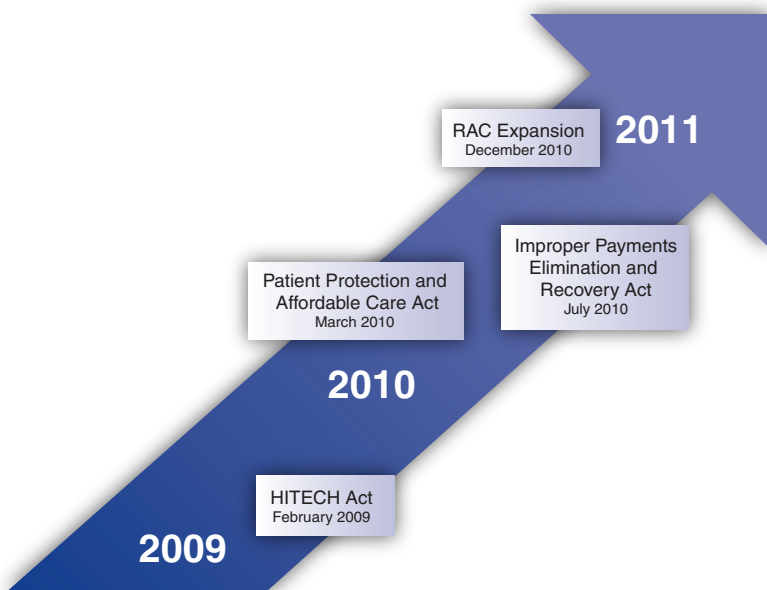 RAC Expansion
December 2010
2011
Improper Payments
Elimination and
Recovery Act
July 2010
Patient Protection and
Affordable Care Act
March 2010
2010
HITECH Act
February 2009
2009